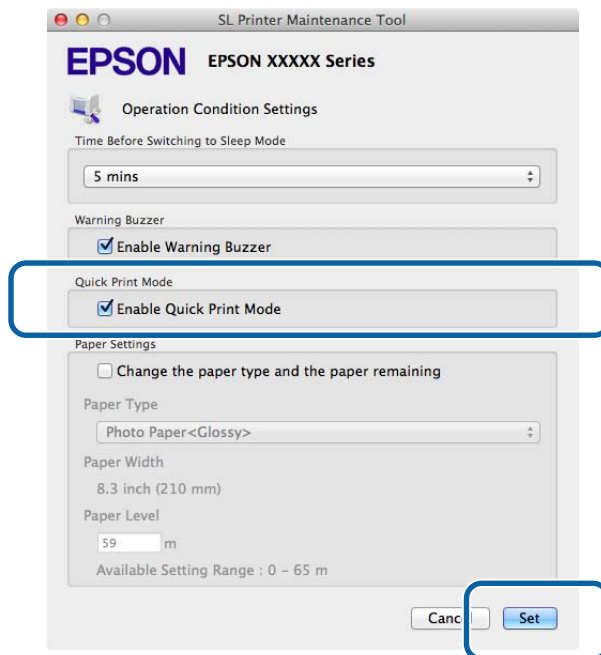 SL Printer Maintenance Tool
EPSON EPSON XXXXX Series
Operation Condition Settings
Time Before Switching to Sleep Mode
5 mins
Warning Buzzer
Enable Warning Buzzer
Quick Print Mode
Enable Quick Print Mode
Paper Settings
Change the paper type and the paper remaining
Paper Type
Photo Paper<Glossy>
Paper Width
8.3 inch (210 mm)
Paper Level
59 m
Available Setting Range : 0 – 65 m
Cancel Set